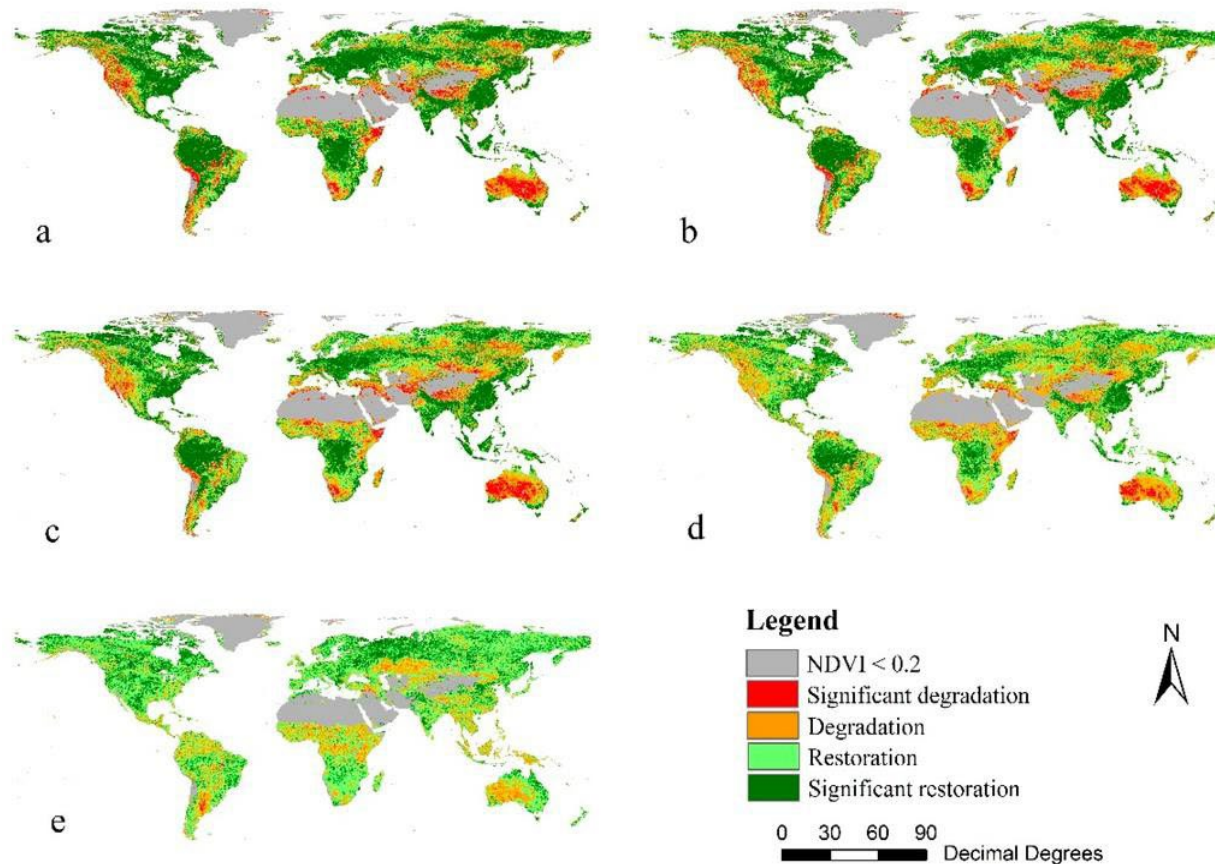 a
b
c
d
e
Legend
NDVI < 0.2
Significant degradation
Degradation
Restoration
Significant restoration
N
0 30 60 90
Decimal Degrees